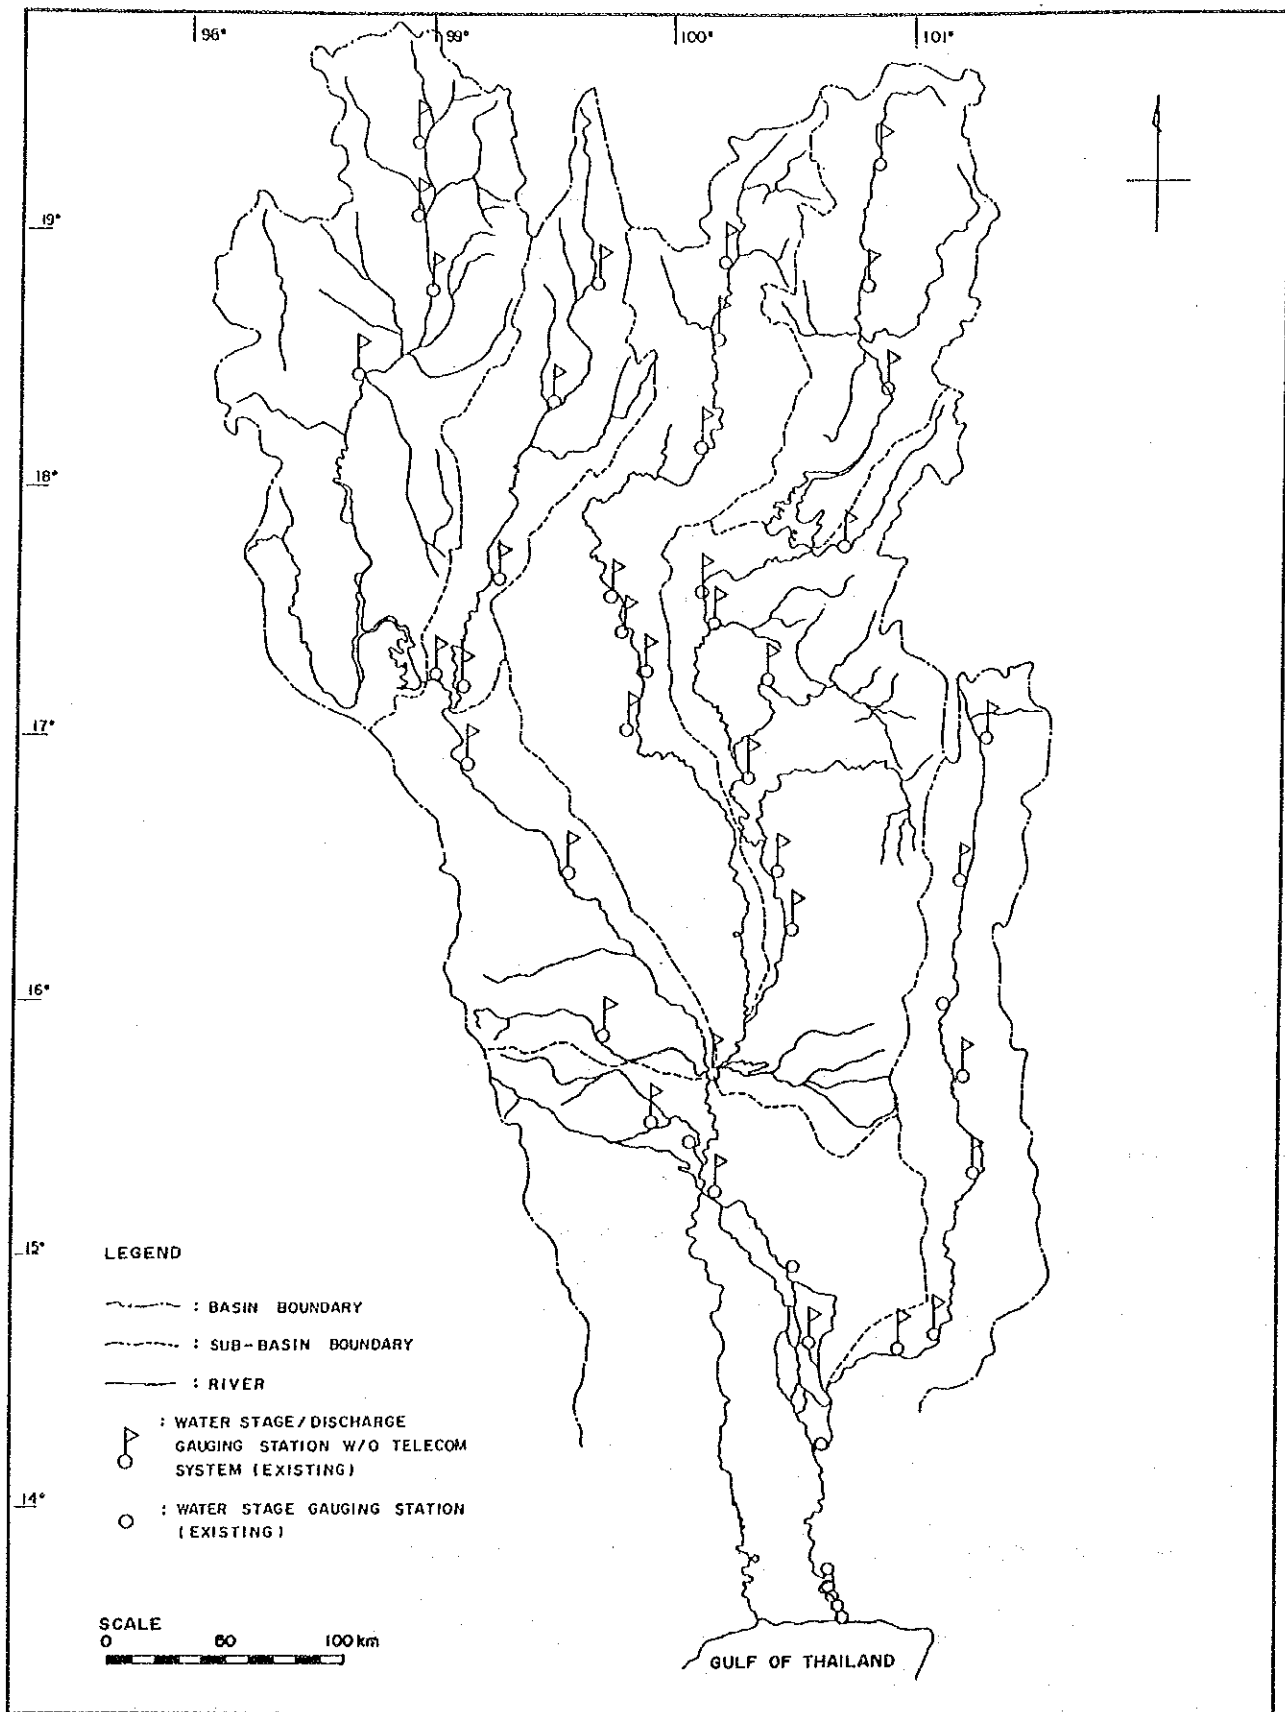 98° 99° 100° 101°
19°
18°
17°
16°
15°
14°
LEGEND
: BASIN BOUNDARY
: SUB-BASIN BOUNDARY
: RIVER
: WATER STAGE/DISCHARGE
GAUGING STATION W/O TELECOM
SYSTEM (EXISTING)
: WATER STAGE GAUGING STATION
(EXISTING)
SCALE
0 50 100 km
GULF OF THAILAND